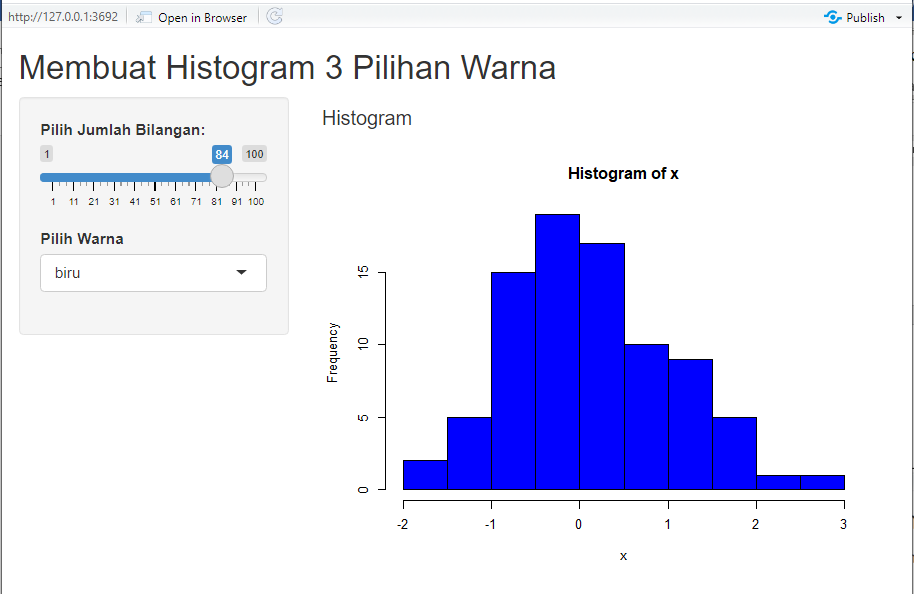 http://127.0.0.1:3692 Open in Browser Publish
Membuat Histogram 3 Pilihan Warna
Pilih Jumlah Bilangan:
1 84 100
1 11 21 31 41 51 61 71 81 91 100
Pilih Warna
biru
Histogram
Histogram of x
Frequency
15
10
5
0
-2 -1 0 1 2 3
x